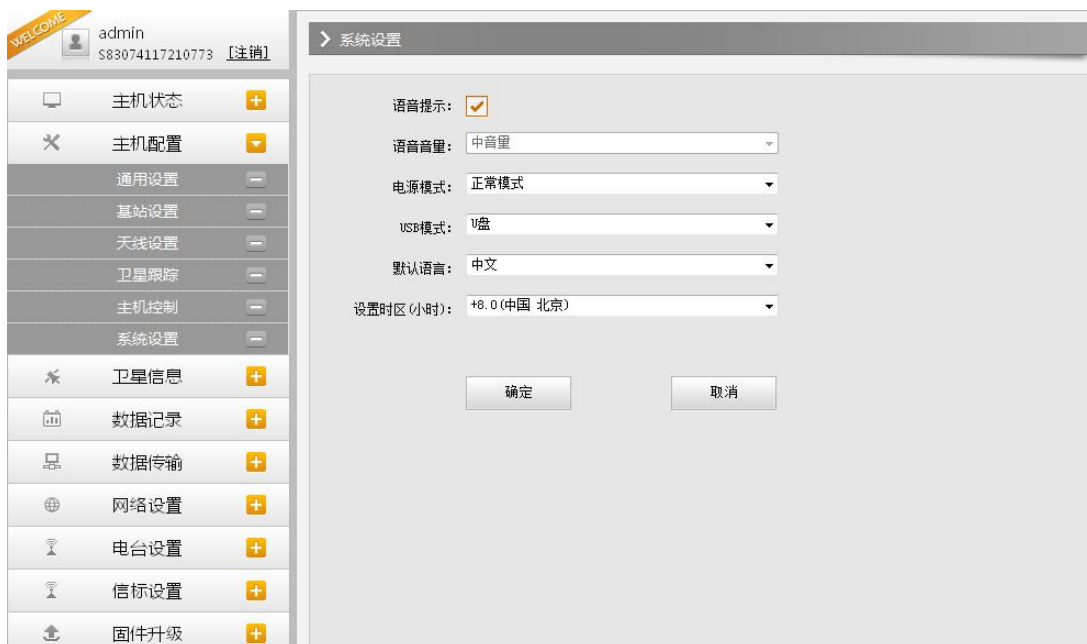 WELCOME
admin
S83074117210773 [注销]
主机状态
主机配置
通用设置
基站设置
天线设置
卫星跟踪
主机控制
系统设置
卫星信息
数据记录
数据传输
网络设置
电台设置
信标设置
固件升级
系统设置
语音提示：
语音音量： 中音量
电源模式： 正常模式
USB模式： U盘
默认语言： 中文
设置时区(小时)： +8.0(中国 北京)
确定 取消